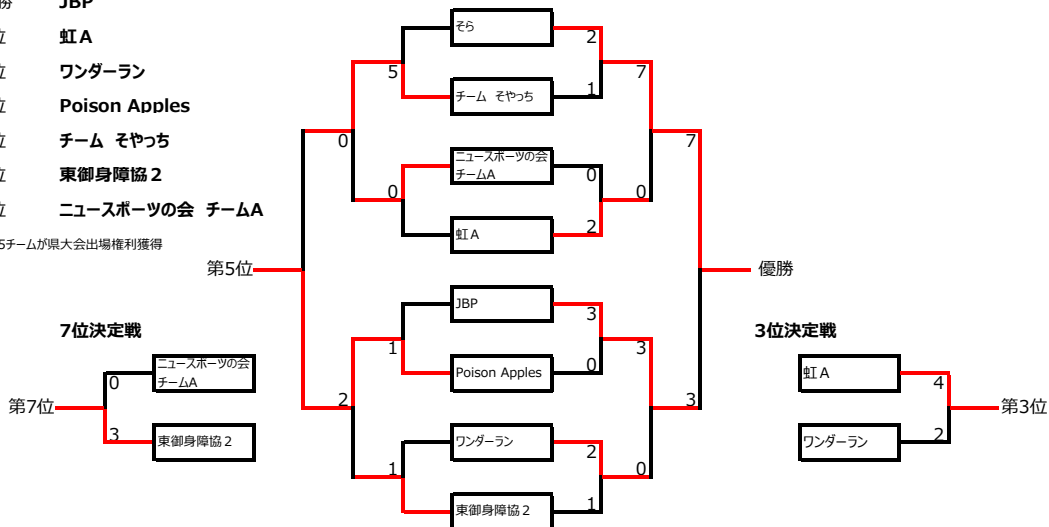 勝 JBP
位 虹A
位 ワンダーラン
位 Poison Apples
位 チーム そやっち
位 東御身障協２
位 ニュースポーツの会 チームA
5チームが県大会出場権利獲得
そら
2
5
7
チーム そやっち
1
0
7
ニュースポーツの会
チームA
0
0
0
虹A
2
第5位
優勝
JBP
3
7位決定戦
3位決定戦
1
3
Poison Apples
0
ニュースポーツの会
チームA
0
虹A
4
第7位
2
3
第3位
3
東御身障協２
ワンダーラン
2
ワンダーラン
2
1
0
東御身障協２
1